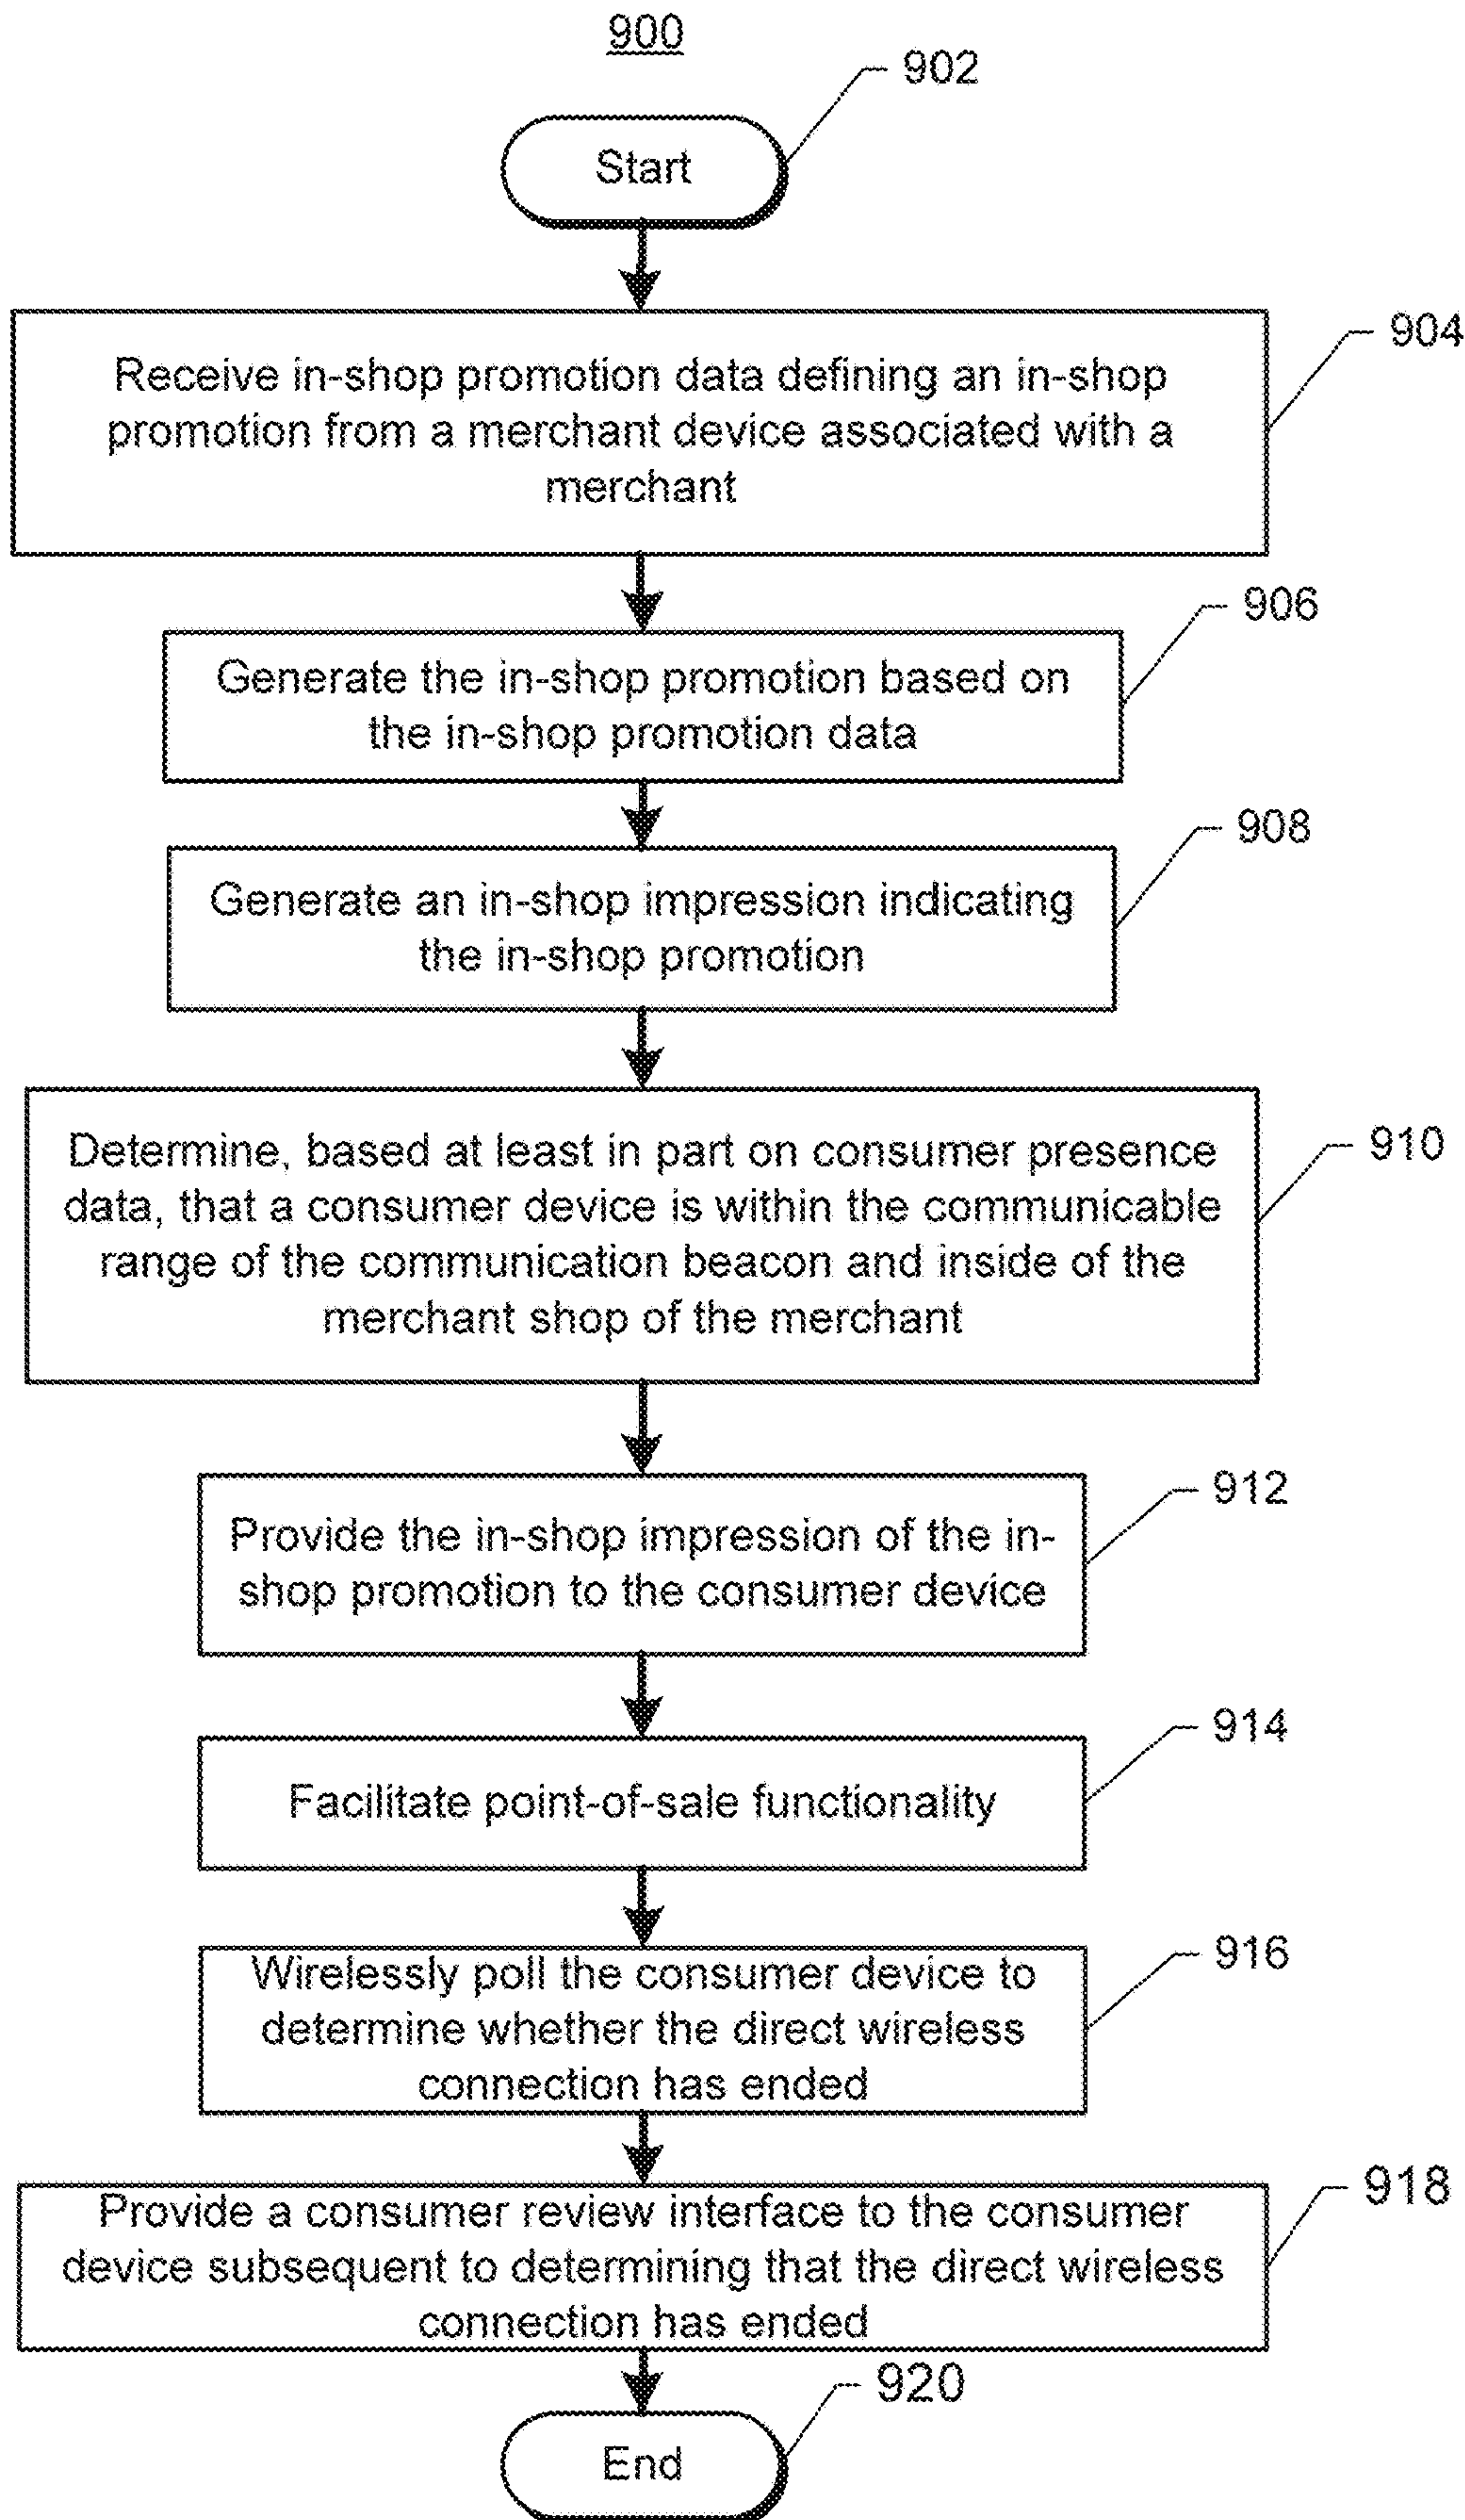 900
902
Start
904
Receive in-shop promotion data defining an in-shop
promotion from a merchant device associated with a
merchant
906
Generate the in-shop promotion based on
the in-shop promotion data
908
Generate an in-shop impression indicating
the in-shop promotion
910
Determine, based at least in part on consumer presence
data, that a consumer device is within the communicable
range of the communication beacon and inside of the
merchant shop of the merchant
912
Provide the in-shop impression of the in-
shop promotion to the consumer device
914
Facilitate point-of-sale functionality
916
Wirelessly poll the consumer device to
determine whether the direct wireless
connection has ended
918
Provide a consumer review interface to the consumer
device subsequent to determining that the direct wireless
connection has ended
920
End